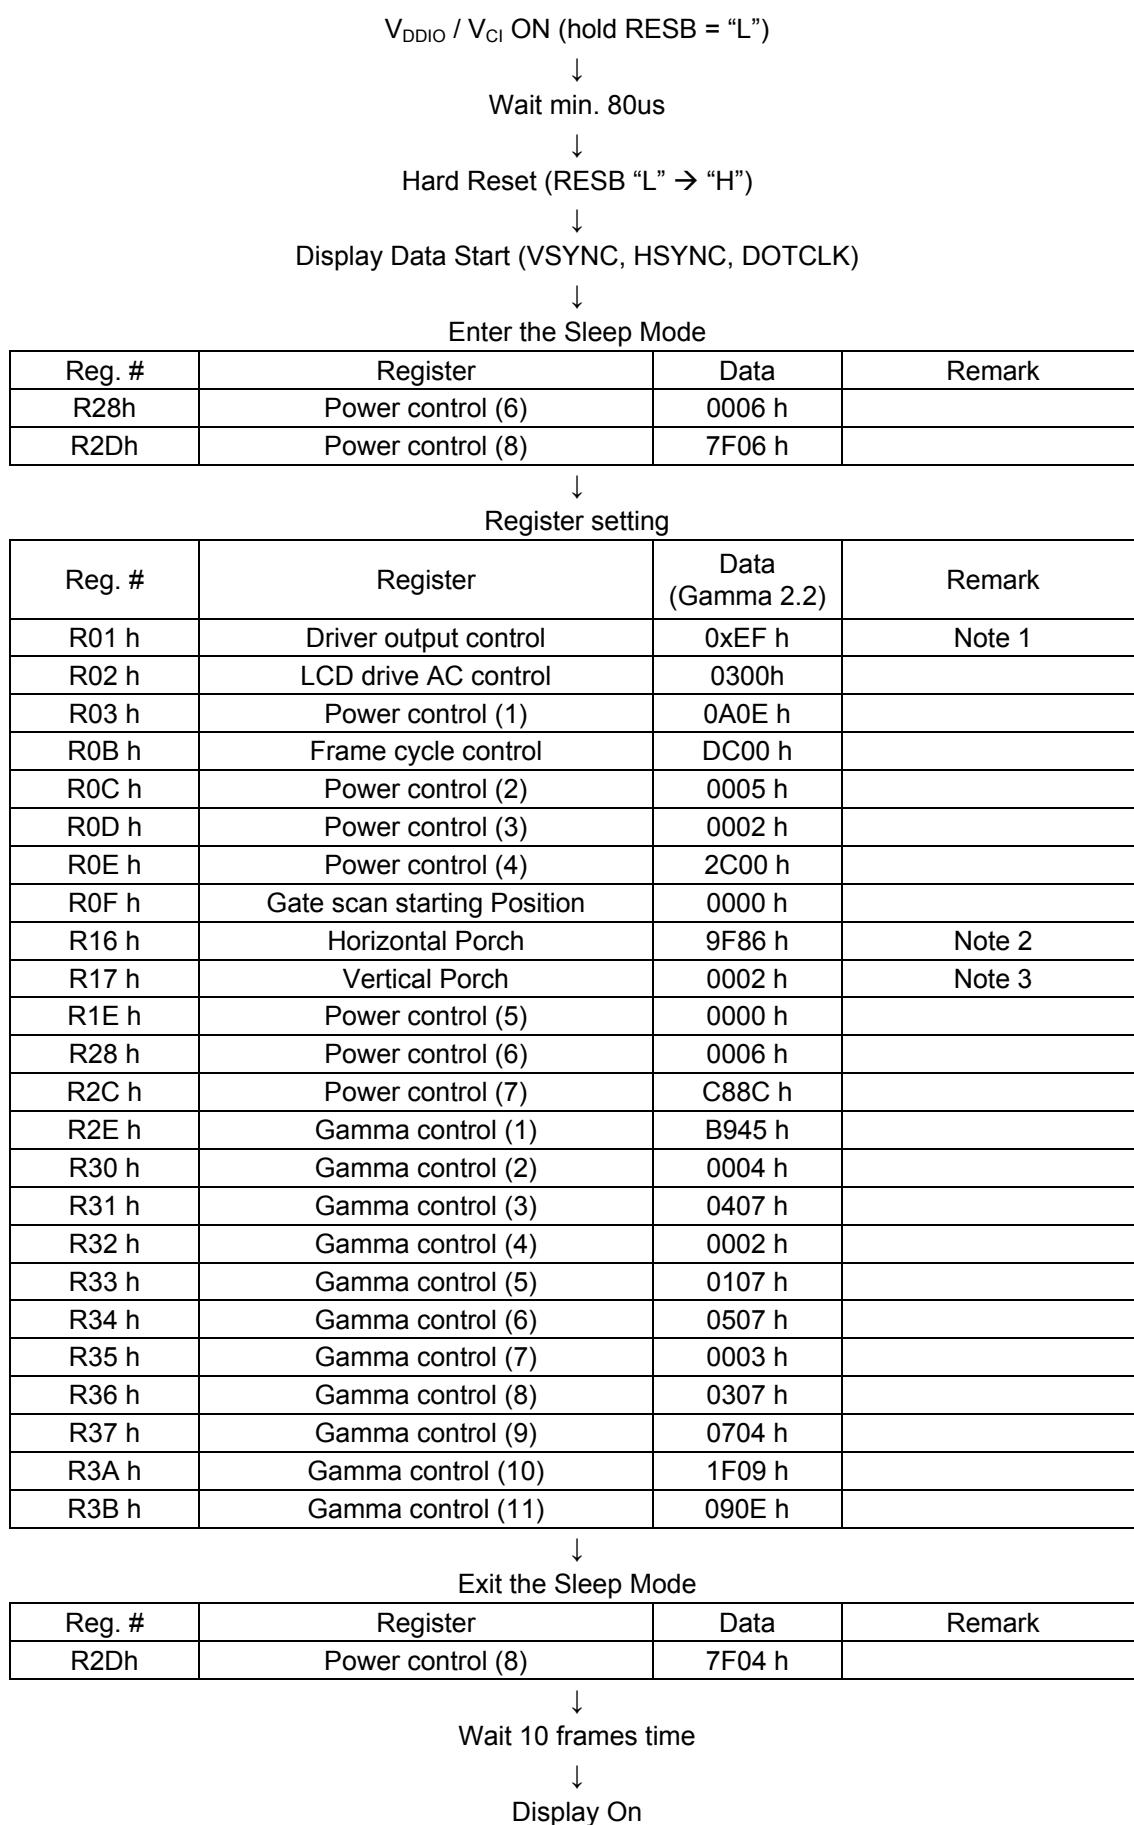 VDDIO / VCI ON (hold RESB = “L”)
↓
Wait min. 80us
↓
Hard Reset (RESB “L” → “H”)
↓
Display Data Start (VSYNC, HSYNC, DOTCLK)
↓
Enter the Sleep Mode
Reg. # Register Data Remark
R28h Power control (6) 0006 h
R2Dh Power control (8) 7F06 h
↓
Register setting
Reg. # Register Data (Gamma 2.2) Remark
R01 h Driver output control 0xEF h Note 1
R02 h LCD drive AC control 0300h
R03 h Power control (1) 0A0E h
R0B h Frame cycle control DC00 h
R0C h Power control (2) 0005 h
R0D h Power control (3) 0002 h
R0E h Power control (4) 2C00 h
R0F h Gate scan starting Position 0000 h
R16 h Horizontal Porch 9F86 h Note 2
R17 h Vertical Porch 0002 h Note 3
R1E h Power control (5) 0000 h
R28 h Power control (6) 0006 h
R2C h Power control (7) C88C h
R2E h Gamma control (1) B945 h
R30 h Gamma control (2) 0004 h
R31 h Gamma control (3) 0407 h
R32 h Gamma control (4) 0002 h
R33 h Gamma control (5) 0107 h
R34 h Gamma control (6) 0507 h
R35 h Gamma control (7) 0003 h
R36 h Gamma control (8) 0307 h
R37 h Gamma control (9) 0704 h
R3A h Gamma control (10) 1F09 h
R3B h Gamma control (11) 090E h
↓
Exit the Sleep Mode
Reg. # Register Data Remark
R2Dh Power control (8) 7F04 h
↓
Wait 10 frames time
↓
Display On